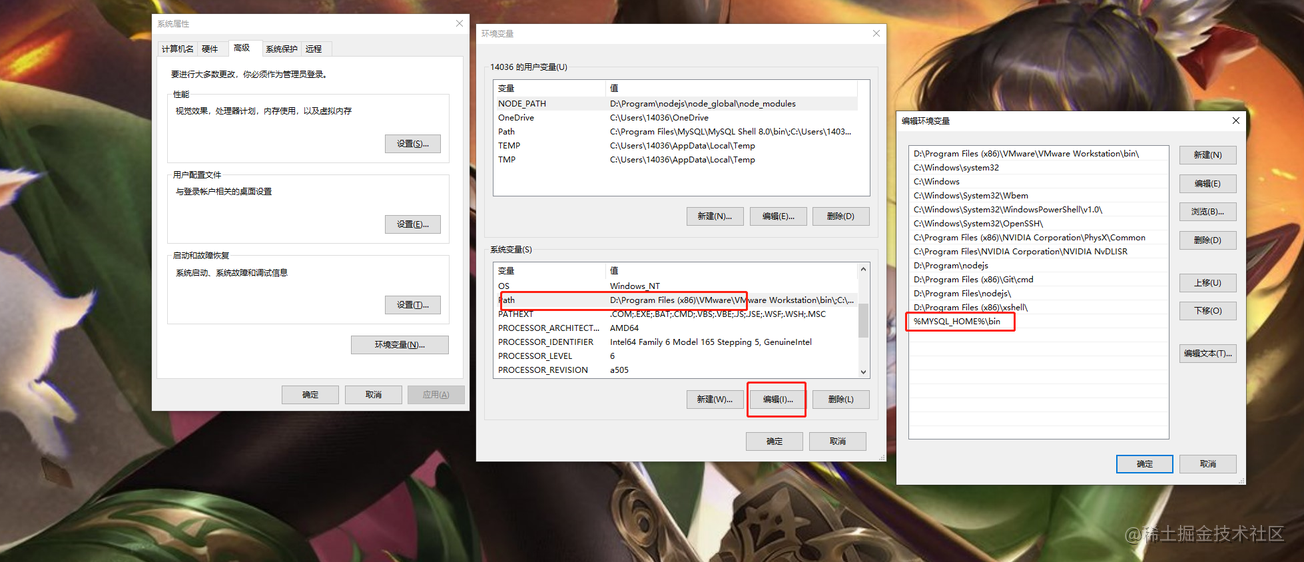 系统属性
计算机名 硬件 高级 系统保护 远程
要进行大多数更改，你必须作为管理员登录。
性能
视觉效果，处理器计划，内存使用，以及虚拟内存
设置(S)...
用户配置文件
与登录帐户相关的桌面设置
设置(E)...
启动和故障恢复
系统启动、系统故障和调试信息
设置(T)...
环境变量(N)...
确定 取消 应用(A)
环境变量
14036 的用户变量(U)
变量 值
NODE_PATH D:\Program\nodejs\node_global\node_modules
OneDrive C:\Users\14036\OneDrive
Path C:\Program Files\MySQL\MySQL Shell 8.0\bin\;C:\Users\1403...
TEMP C:\Users\14036\AppData\Local\Temp
TMP C:\Users\14036\AppData\Local\Temp
新建(N)... 编辑(E)... 删除(D)
系统变量(S)
变量 值
OS Windows_NT
Path D:\Program Files (x86)\VMware\VMware Workstation\bin\;C:\...
PATHEXT .COM;.EXE;.BAT;.CMD;.VBS;.VBE;.JS;.JSE;.WSF;.WSH;.MSC
PROCESSOR_ARCHITECT... AMD64
PROCESSOR_IDENTIFIER Intel64 Family 6 Model 165 Stepping 5, GenuineIntel
PROCESSOR_LEVEL 6
PROCESSOR_REVISION a505
新建(W)... 编辑(I)... 删除(L)
确定 取消
编辑环境变量
D:\Program Files (x86)\VMware\VMware Workstation\bin\
C:\Windows\system32
C:\Windows
C:\Windows\System32\Wbem
C:\Windows\System32\WindowsPowerShell\v1.0\
C:\Windows\System32\OpenSSH\
C:\Program Files (x86)\NVIDIA Corporation\PhysX\Common
C:\Program Files\NVIDIA Corporation\NVIDIA NvDLISR
D:\Program\nodejs
D:\Program Files (x86)\Git\cmd
D:\Program Files\nodejs\
D:\Program Files (x86)\xshell\
%MYSQL_HOME%\bin
新建(N)
编辑(E)
浏览(B)...
删除(D)
上移(U)
下移(O)
编辑文本(T)...
确定 取消
@稀土掘金技术社区